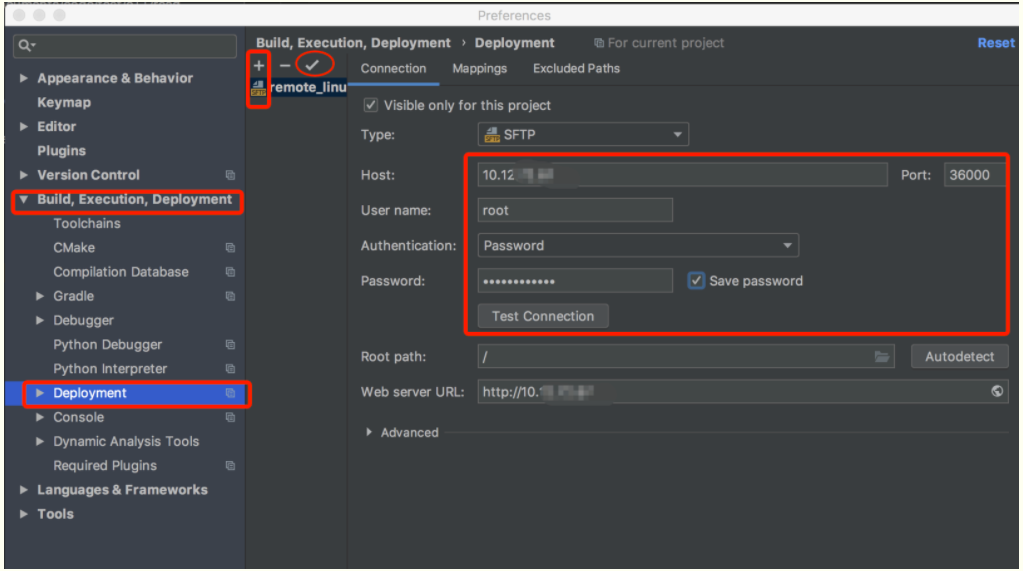 Preferences
Build, Execution, Deployment › Deployment For current project Reset
Connection Mappings Excluded Paths
remote_linu
Visible only for this project
Type: SFTP
Host: 10.12 Port: 36000
User name: root
Authentication: Password
Password: •••••••••••• Save password
Test Connection
Root path: / Autodetect
Web server URL: http://10.
Advanced
Appearance & Behavior
Keymap
Editor
Plugins
Version Control
Build, Execution, Deployment
Toolchains
CMake
Compilation Database
Gradle
Debugger
Python Debugger
Python Interpreter
Deployment
Console
Dynamic Analysis Tools
Required Plugins
Languages & Frameworks
Tools